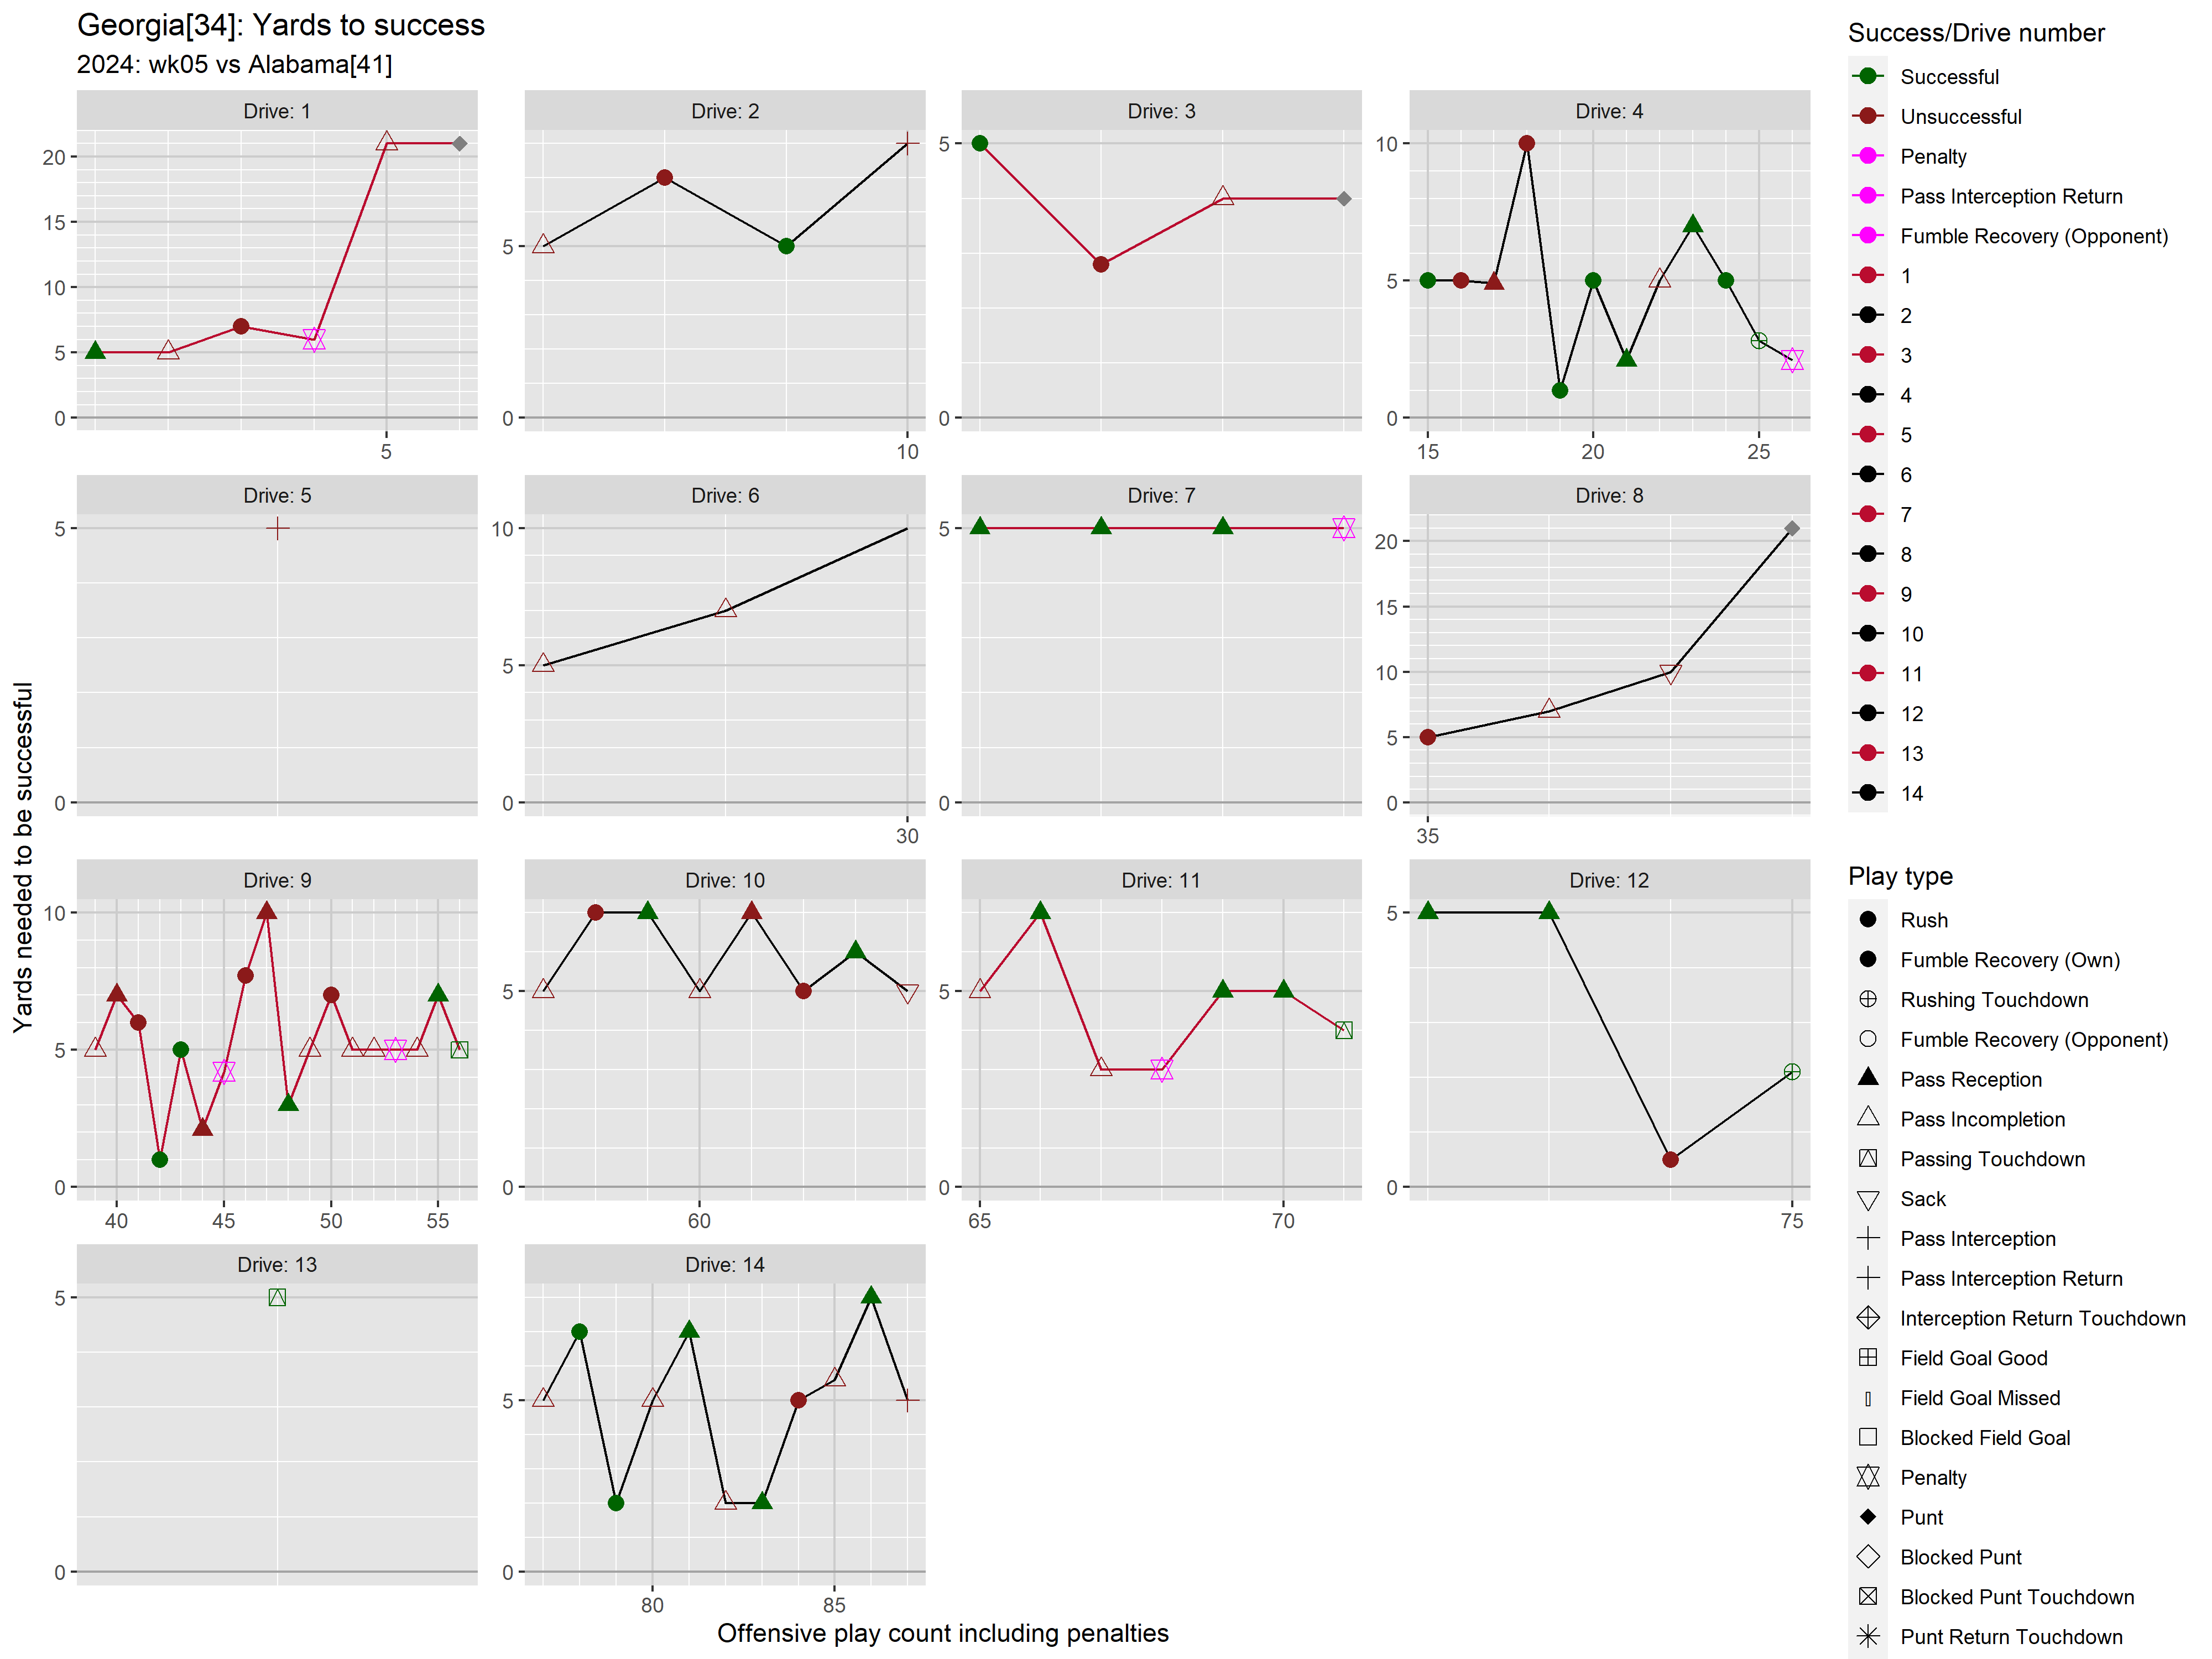 Georgia[34]: Yards to success
2024: wk05 vs Alabama[41]
Drive: 1
Drive: 2
Drive: 3
Drive: 4
20
15
10
5
0
5
5
0
10
5
0
10
5
0
15
20
25
Drive: 5
Drive: 6
Drive: 7
Drive: 8
5
0
10
5
0
30
5
0
20
15
10
5
0
35
Drive: 9
Drive: 10
Drive: 11
Drive: 12
10
5
0
40
45
50
55
5
0
60
5
0
65
70
5
0
75
Drive: 13
Drive: 14
5
0
5
0
80
85
Yards needed to be successful
Offensive play count including penalties
Success/Drive number
Successful
Unsuccessful
Penalty
Pass Interception Return
Fumble Recovery (Opponent)
1
2
3
4
5
6
7
8
9
10
11
12
13
14
Play type
Rush
Fumble Recovery (Own)
Rushing Touchdown
Fumble Recovery (Opponent)
Pass Reception
Pass Incompletion
Passing Touchdown
Sack
Pass Interception
Pass Interception Return
Interception Return Touchdown
Field Goal Good
Field Goal Missed
Blocked Field Goal
Penalty
Punt
Blocked Punt
Blocked Punt Touchdown
Punt Return Touchdown